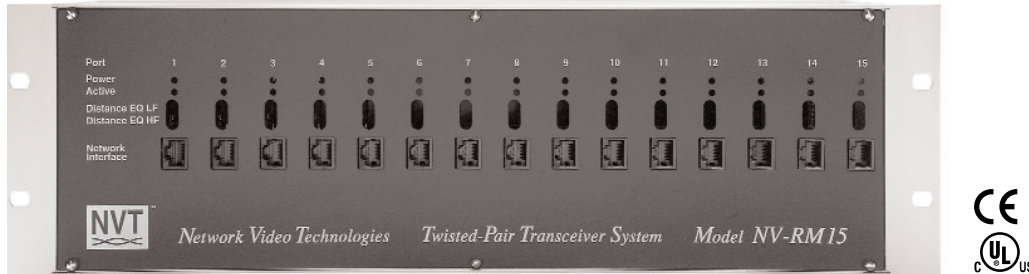 Port 1 2 3 4 5 6 7 8 9 10 11 12 13 14 15
Power
Active
Distance EQ LF
Distance EQ HF
Network
Interface
NVT ™
Network Video Technologies Twisted-Pair Transceiver System Model NV-RM15
CE
C UL ® US